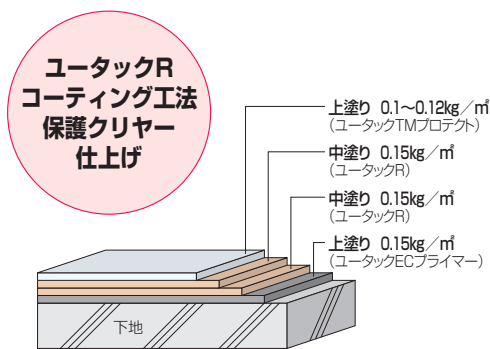 ユータックR
コーティング工法
保護クリヤー
仕上げ
上塗り 0.1〜0.12kg／㎡
（ユータックTMプロテクト）
中塗り 0.15kg／㎡
（ユータックR）
中塗り 0.15kg／㎡
（ユータックR）
上塗り 0.15kg／㎡
（ユータックECプライマー）
下地